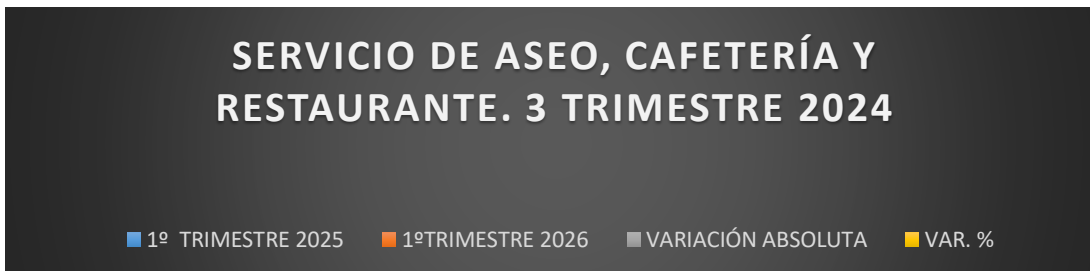 SERVICIO DE ASEO, CAFETERÍA Y
RESTAURANTE. 3 TRIMESTRE 2024
1º  TRIMESTRE 2025 1ºTRIMESTRE 2026 VARIACIÓN ABSOLUTA VAR. %